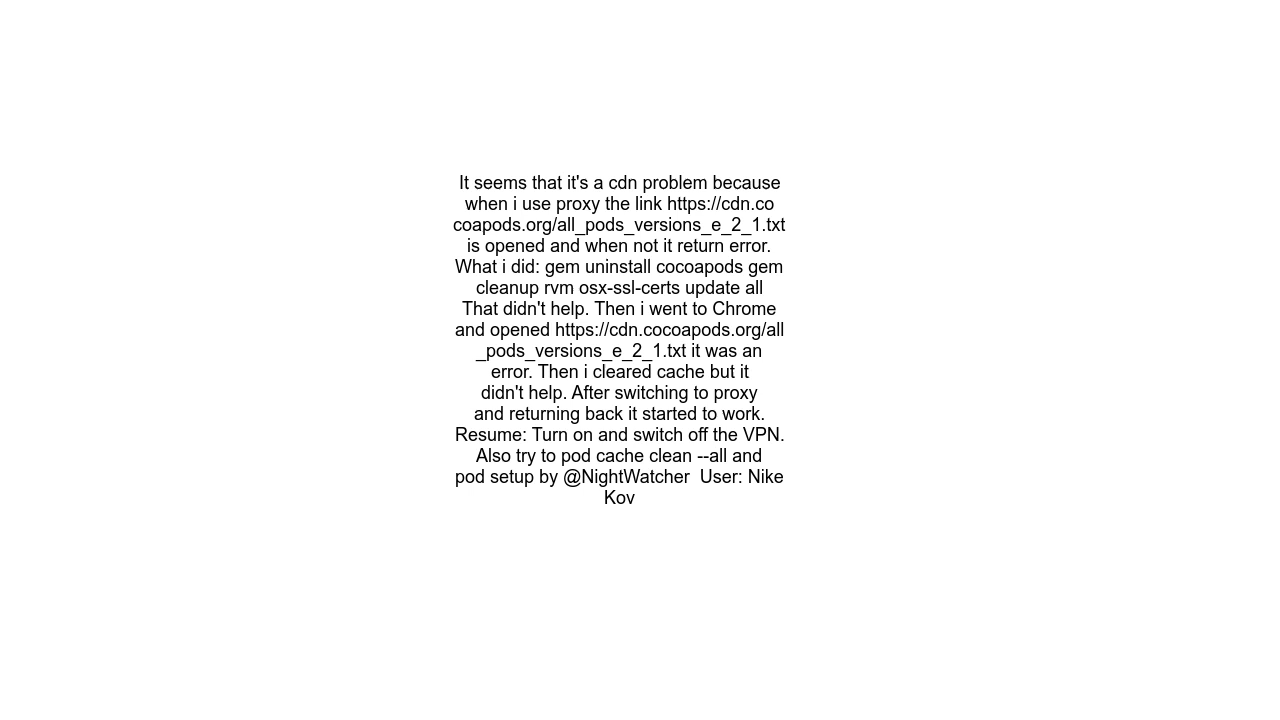 It seems that it's a cdn problem because
when i use proxy the link https://cdn.co
coapods.org/all_pods_versions_e_2_1.txt
is opened and when not it return error.
What i did: gem uninstall cocoapods gem
cleanup rvm osx-ssl-certs update all
That didn't help. Then i went to Chrome
and opened https://cdn.cocoapods.org/all
_pods_versions_e_2_1.txt it was an
error. Then i cleared cache but it
didn't help. After switching to proxy
and returning back it started to work.
Resume: Turn on and switch off the VPN.
Also try to pod cache clean --all and
pod setup by @NightWatcher  User: Nike
Kov